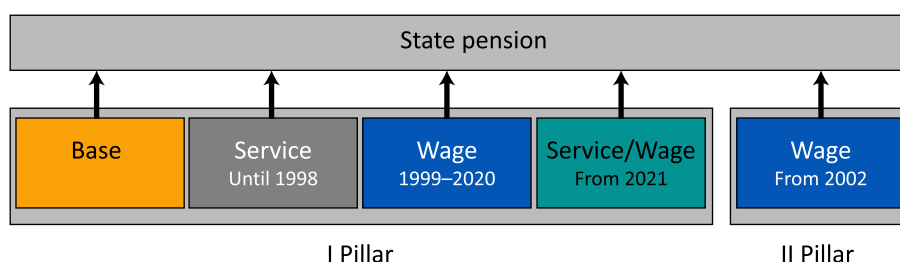 State pension
Base
Service
Until 1998
Wage
1999–2020
Service/Wage
From 2021
Wage
From 2002
I Pillar
II Pillar